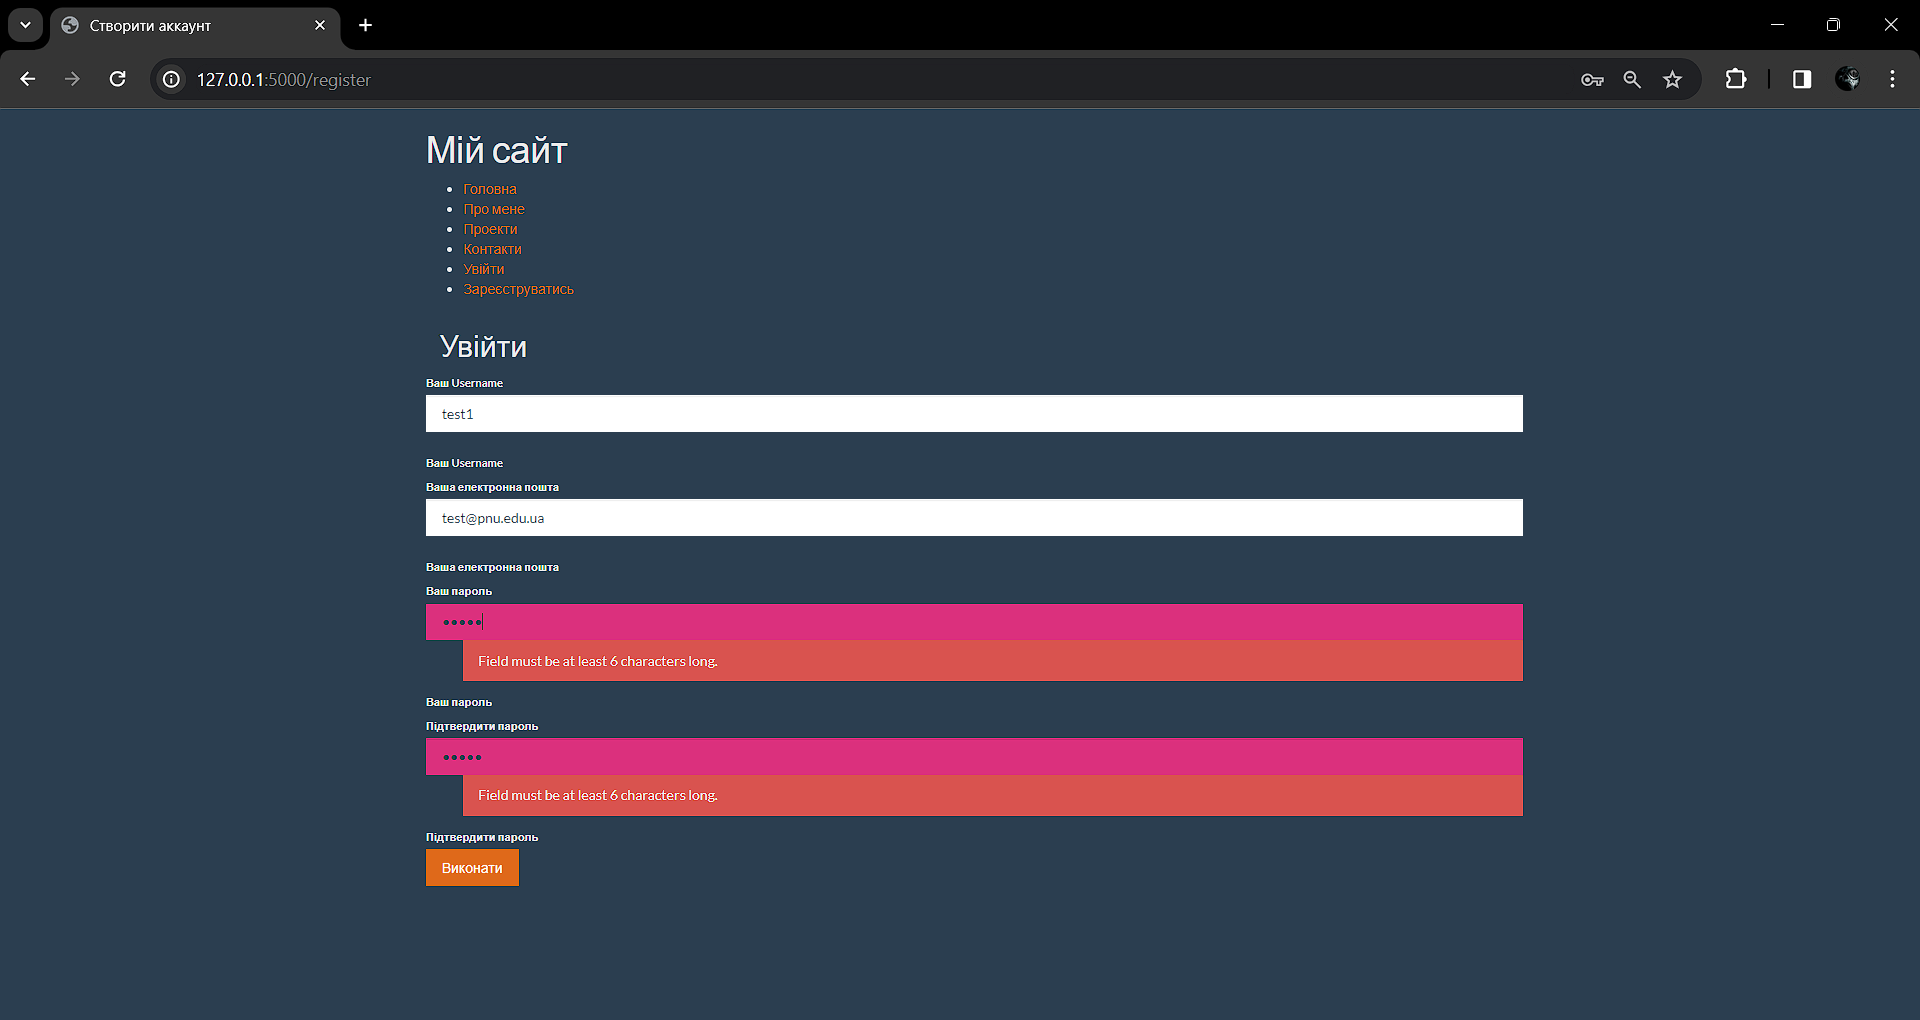 Створити аккаунт
127.0.0.1:5000/register
Мій сайт
Головна
Про мене
Проекти
Контакти
Увійти
Зареєструватись
Увійти
Ваш Username
test1
Ваш Username
Ваша електронна пошта
test@pnu.edu.ua
Ваша електронна пошта
Ваш пароль
•••••
Field must be at least 6 characters long.
Ваш пароль
Підтвердити пароль
•••••
Field must be at least 6 characters long.
Підтвердити пароль
Виконати